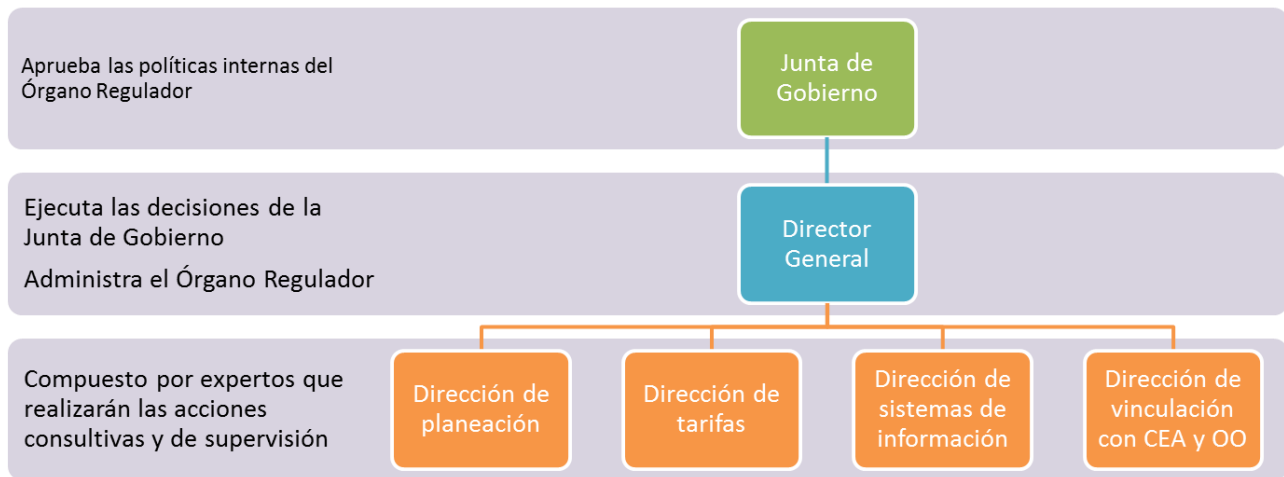 Aprueba las políticas internas del
Órgano Regulador
Junta de
Gobierno
Ejecuta las decisiones de la
Junta de Gobierno
Administra el Órgano Regulador
Director
General
Compuesto por expertos que
realizarán las acciones
consultivas y de supervisión
Dirección de
planeación
Dirección de
tarifas
Dirección de
sistemas de
información
Dirección de
vinculación
con CEA y OO